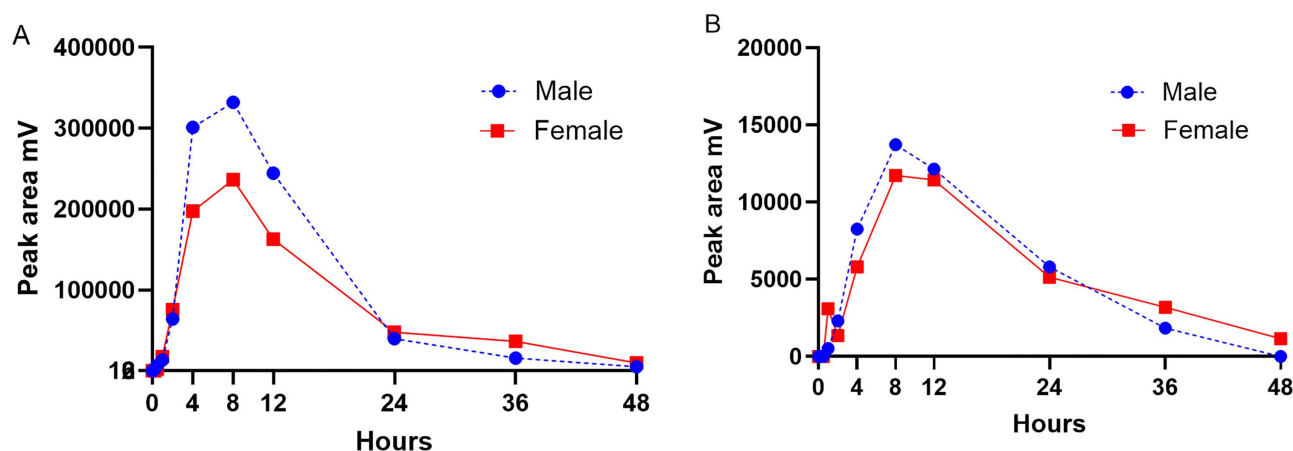 A
400000
300000
200000
100000
0
Peak area mV
0 4 8 12 24 36 48
Hours
Male
Female
B
20000
15000
10000
5000
0
Peak area mV
0 4 8 12 24 36 48
Hours
Male
Female